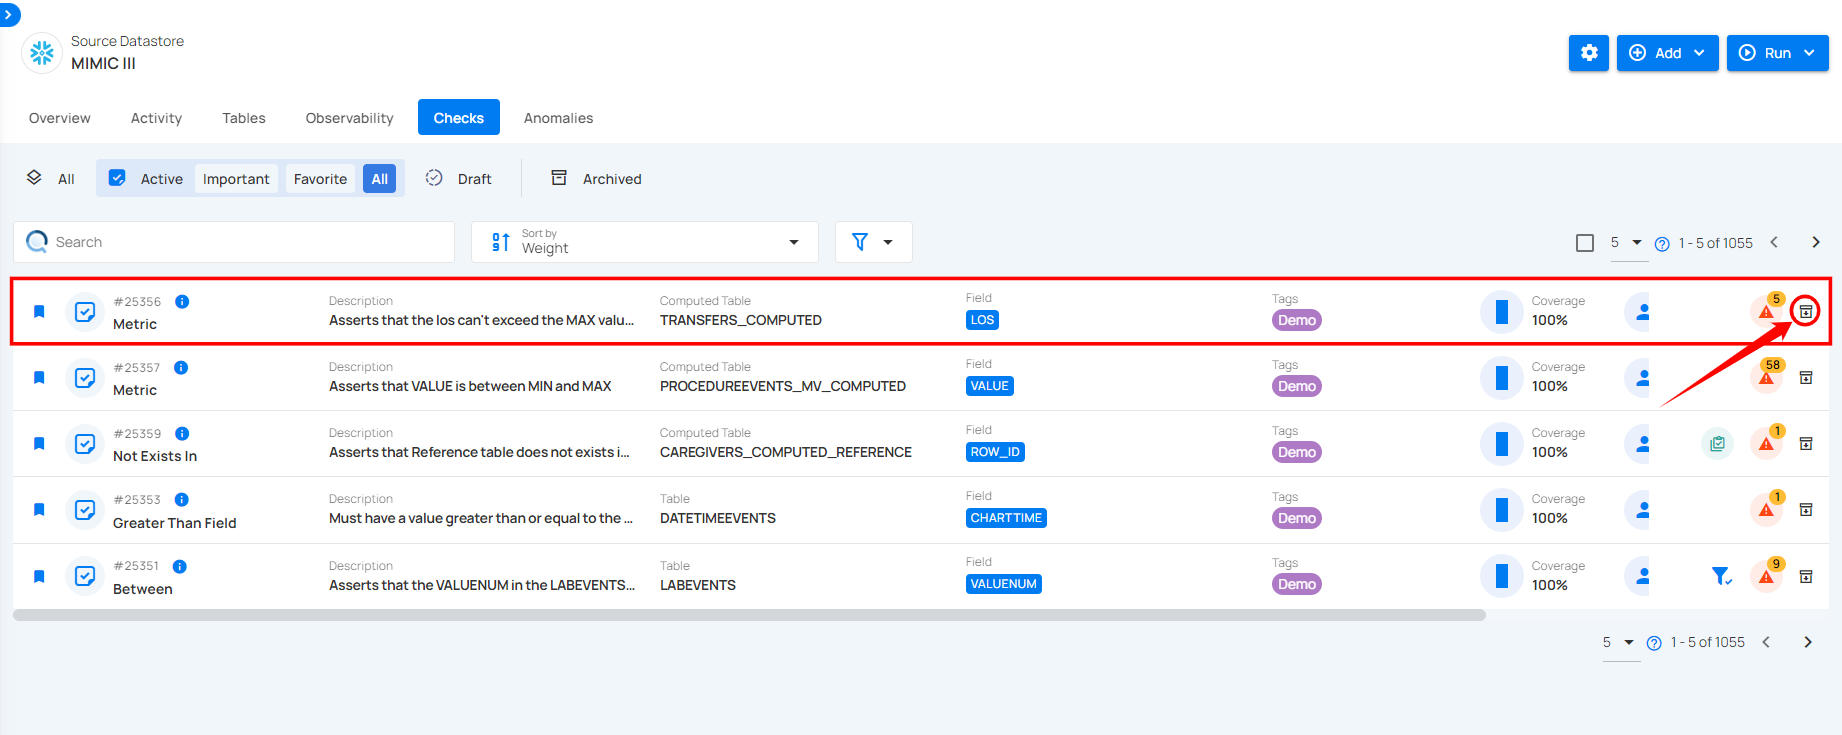 Source Datastore
MIMIC III
Add
Run
Overview
Activity
Tables
Observability
Checks
Anomalies
All
Active
Important
Favorite
All
Draft
Archived
Search
Sort by
Weight
5
1 - 5 of 1055
#25356
Metric
Description
Asserts that the los can't exceed the MAX valu...
Computed Table
TRANSFERS_COMPUTED
Field
LOS
Tags
Demo
Coverage
100%
5
#25357
Metric
Description
Asserts that VALUE is between MIN and MAX
Computed Table
PROCEDUREEVENTS_MV_COMPUTED
Field
VALUE
Tags
Demo
Coverage
100%
58
#25359
Not Exists In
Description
Asserts that Reference table does not exists i...
Computed Table
CAREGIVERS_COMPUTED_REFERENCE
Field
ROW_ID
Tags
Demo
Coverage
100%
1
#25353
Greater Than Field
Description
Must have a value greater than or equal to the ...
Table
DATETIMEEVENTS
Field
CHARTTIME
Tags
Demo
Coverage
100%
1
#25351
Between
Description
Asserts that the VALUENUM in the LABEVENTS...
Table
LABEVENTS
Field
VALUENUM
Tags
Demo
Coverage
100%
9
5
1 - 5 of 1055